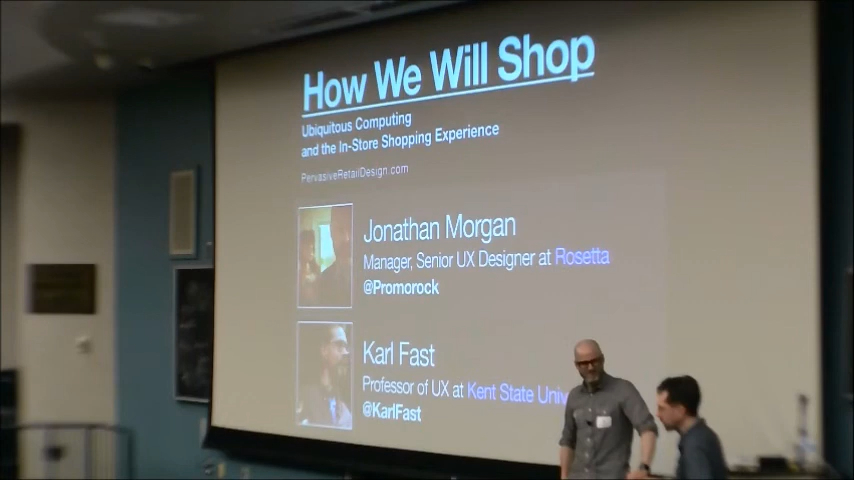 How We Will Shop
Ubiquitous Computing
and the In-Store Shopping Experience
PervasiveRetailDesign.com
Jonathan Morgan
Manager, Senior UX Designer at Rosetta
@Promorock
Karl Fast
Professor of UX at Kent State Univ
@KarlFast